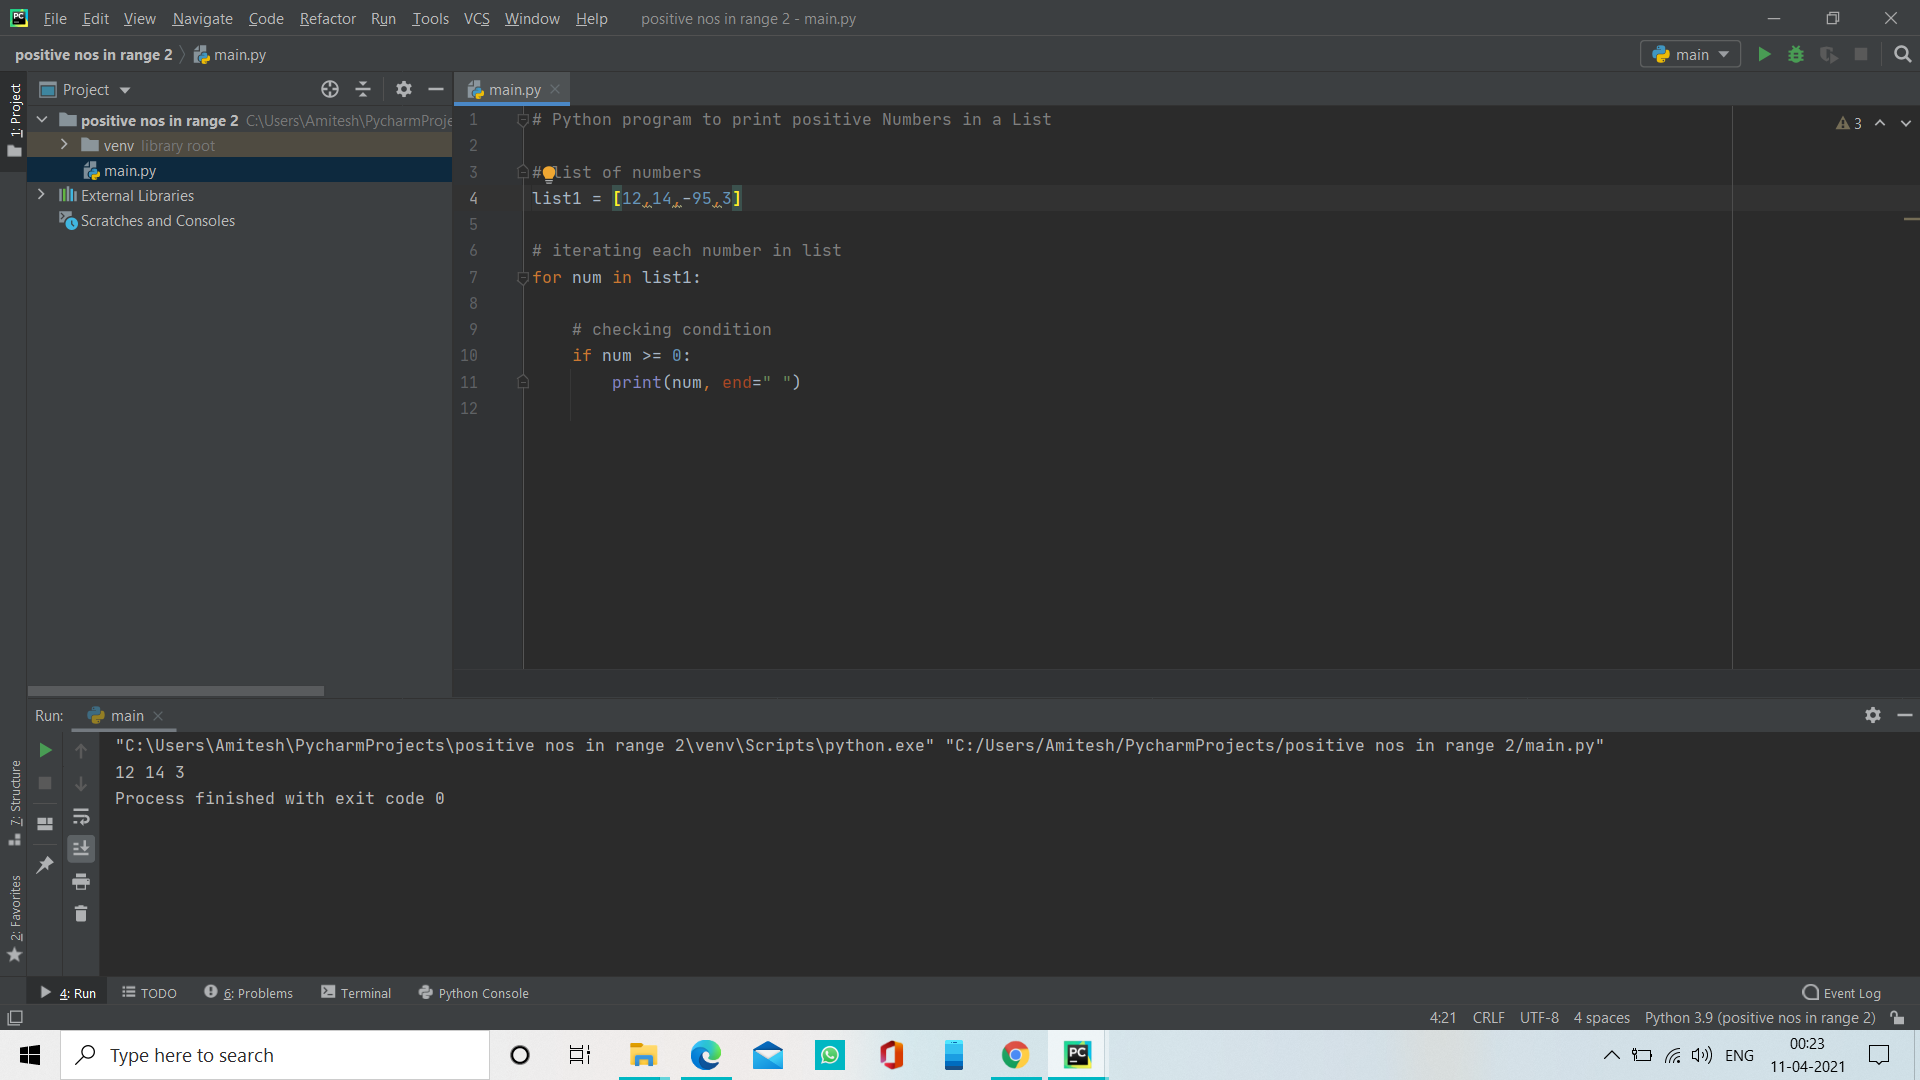 File Edit View Navigate Code Refactor Run Tools VCS Window Help positive nos in range 2 - main.py
positive nos in range 2 main.py main
1: Project
Project
main.py
positive nos in range 2 C:\Users\Amitesh\PycharmProje
venv library root
main.py
External Libraries
Scratches and Consoles
3
1 # Python program to print positive Numbers in a List
2
3 # list of numbers
4 list1 = [12,14,-95,3]
5
6 # iterating each number in list
7 for num in list1:
8
9 # checking condition
10 if num >= 0:
11 print(num, end=" ")
12
Run: main
"C:\Users\Amitesh\PycharmProjects\positive nos in range 2\venv\Scripts\python.exe" "C:/Users/Amitesh/PycharmProjects/positive nos in range 2/main.py"
12 14 3
Process finished with exit code 0
7: Structure
2: Favorites
4: Run TODO 6: Problems Terminal Python Console Event Log
4:21 CRLF UTF-8 4 spaces Python 3.9 (positive nos in range 2)
Type here to search
PC
ENG
00:23
11-04-2021